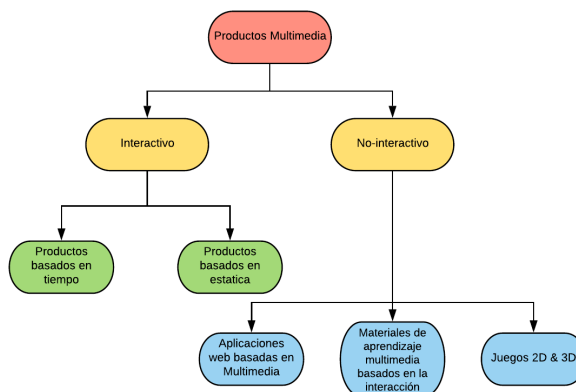 Productos Multimedia
Interactivo
No-interactivo
Productos
basados en
tiempo
Productos
basados en
estatica
Aplicaciones
web basadas en
Multimedia
Materiales de
aprendizaje
multimedia
basados en la
interacción
Juegos 2D & 3D